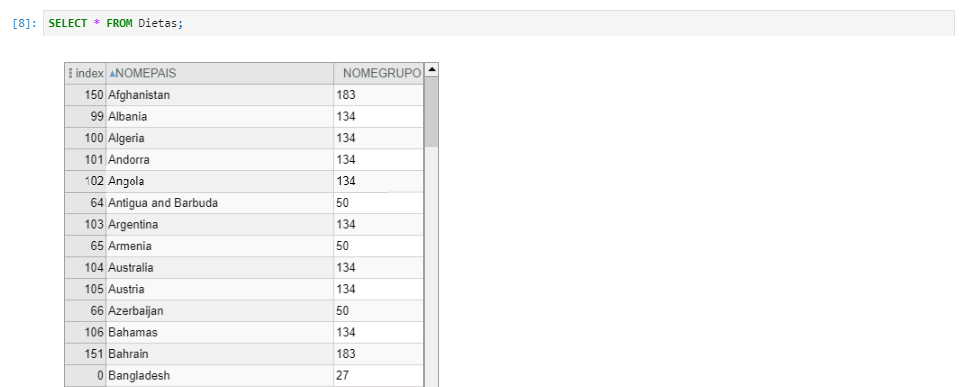 [8]: SELECT * FROM Dietas;
index NOMEPAIS NOMEGRUPO
150 Afghanistan 183
99 Albania 134
100 Algeria 134
101 Andorra 134
102 Angola 134
64 Antigua and Barbuda 50
103 Argentina 134
65 Armenia 50
104 Australia 134
105 Austria 134
66 Azerbaijan 50
106 Bahamas 134
151 Bahrain 183
0 Bangladesh 27